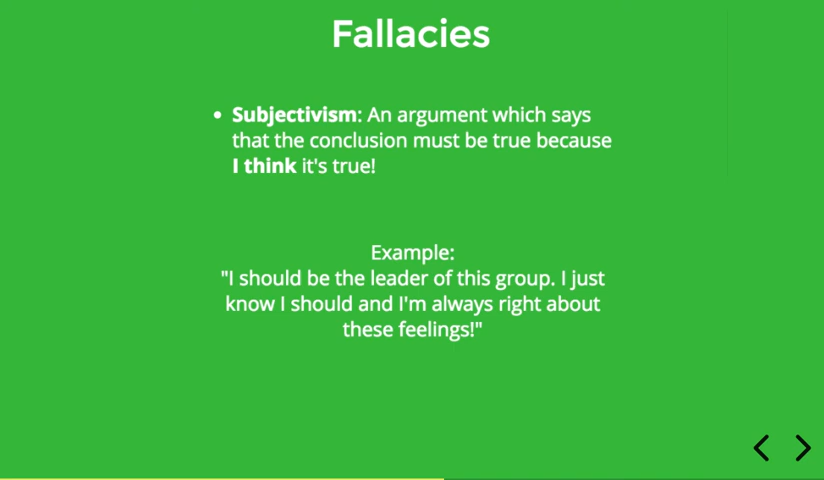 Fallacies
• Subjectivism: An argument which says
that the conclusion must be true because
I think it's true!
Example:
"I should be the leader of this group. I just
know I should and I'm always right about
these feelings!"